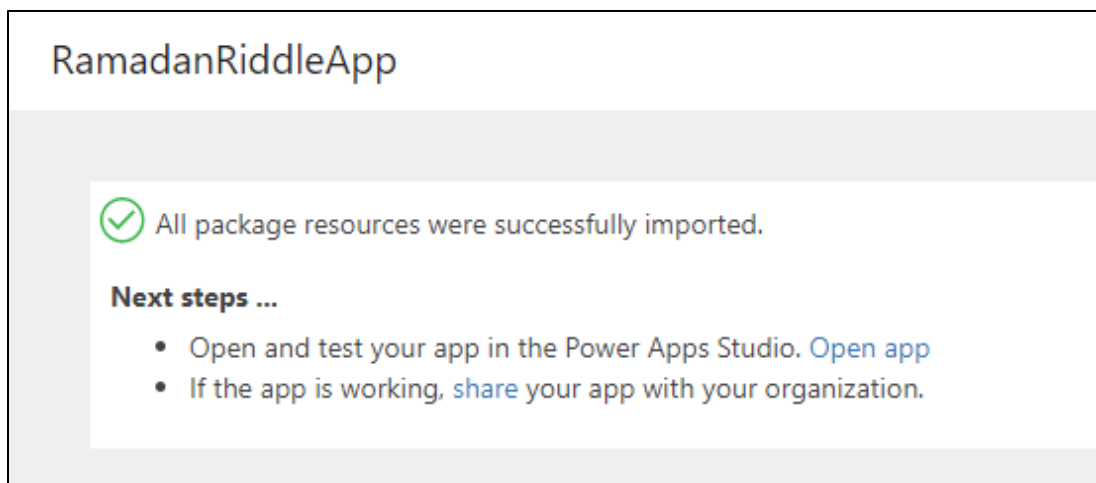 RamadanRiddleApp
All package resources were successfully imported.
Next steps ...
• Open and test your app in the Power Apps Studio. Open app
• If the app is working, share your app with your organization.